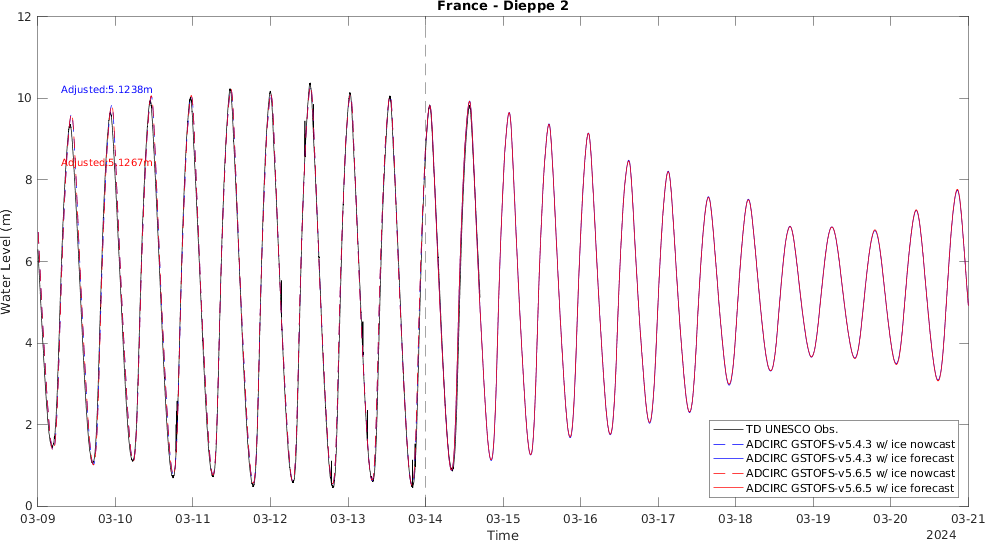 France - Dieppe 2
12
10
8
6
4
2
0
Water Level (m)
Adjusted:5.1238m
Adjusted:5.1267m
TD UNESCO Obs.
ADCIRC GSTOFS-v5.4.3 w/ ice nowcast
ADCIRC GSTOFS-v5.4.3 w/ ice forecast
ADCIRC GSTOFS-v5.6.5 w/ ice nowcast
ADCIRC GSTOFS-v5.6.5 w/ ice forecast
03-09 03-10 03-11 03-12 03-13 03-14 03-15 03-16 03-17 03-18 03-19 03-20 03-21
Time
2024